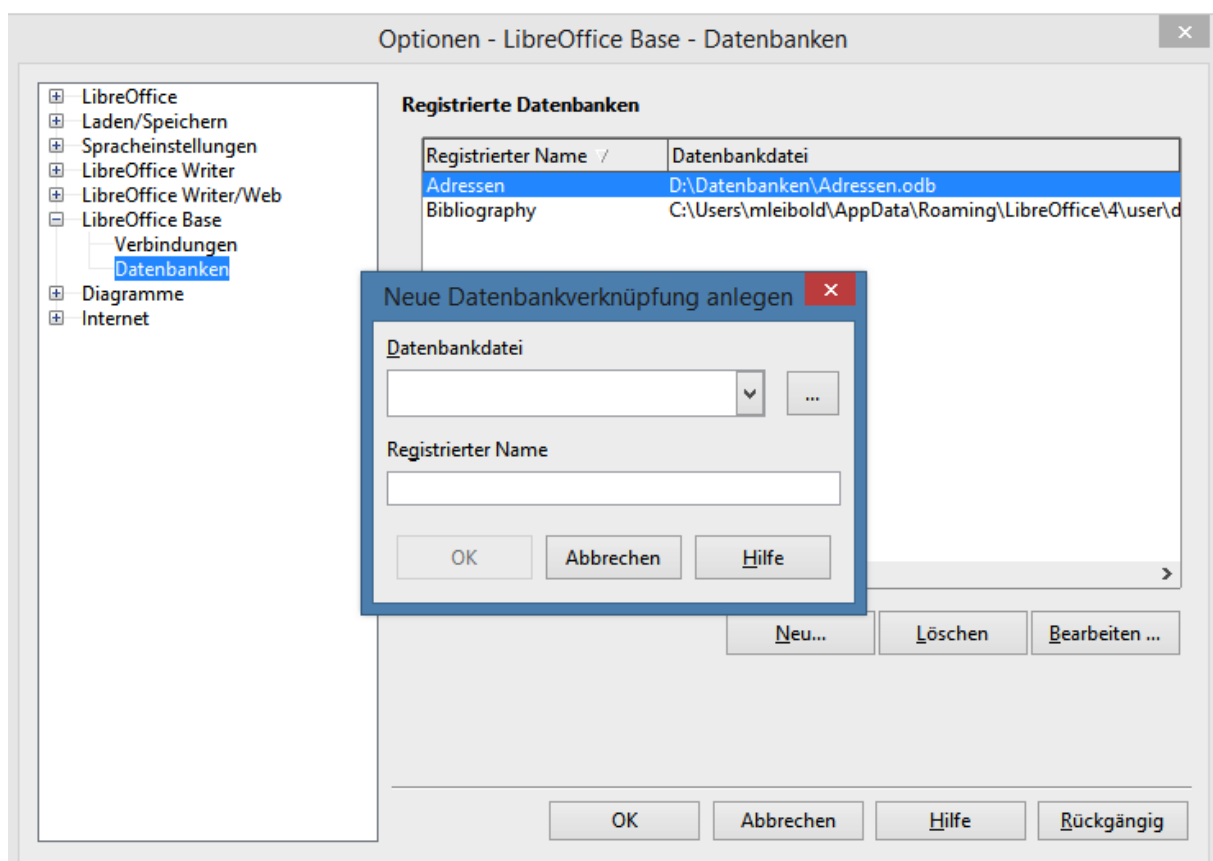 Optionen - LibreOffice Base - Datenbanken
LibreOffice
Laden/Speichern
Spracheinstellungen
LibreOffice Writer
LibreOffice Writer/Web
LibreOffice Base
Verbindungen
Datenbanken
Diagramme
Internet
Registrierte Datenbanken
Registrierter Name Datenbankdatei
Adressen D:\Datenbanken\Adressen.odb
Bibliography C:\Users\mleibold\AppData\Roaming\LibreOffice\4\user\d
Neue Datenbankverknüpfung anlegen
Datenbankdatei
...
Registrierter Name
OK Abbrechen Hilfe
Neu... Löschen Bearbeiten ...
OK Abbrechen Hilfe Rückgängig